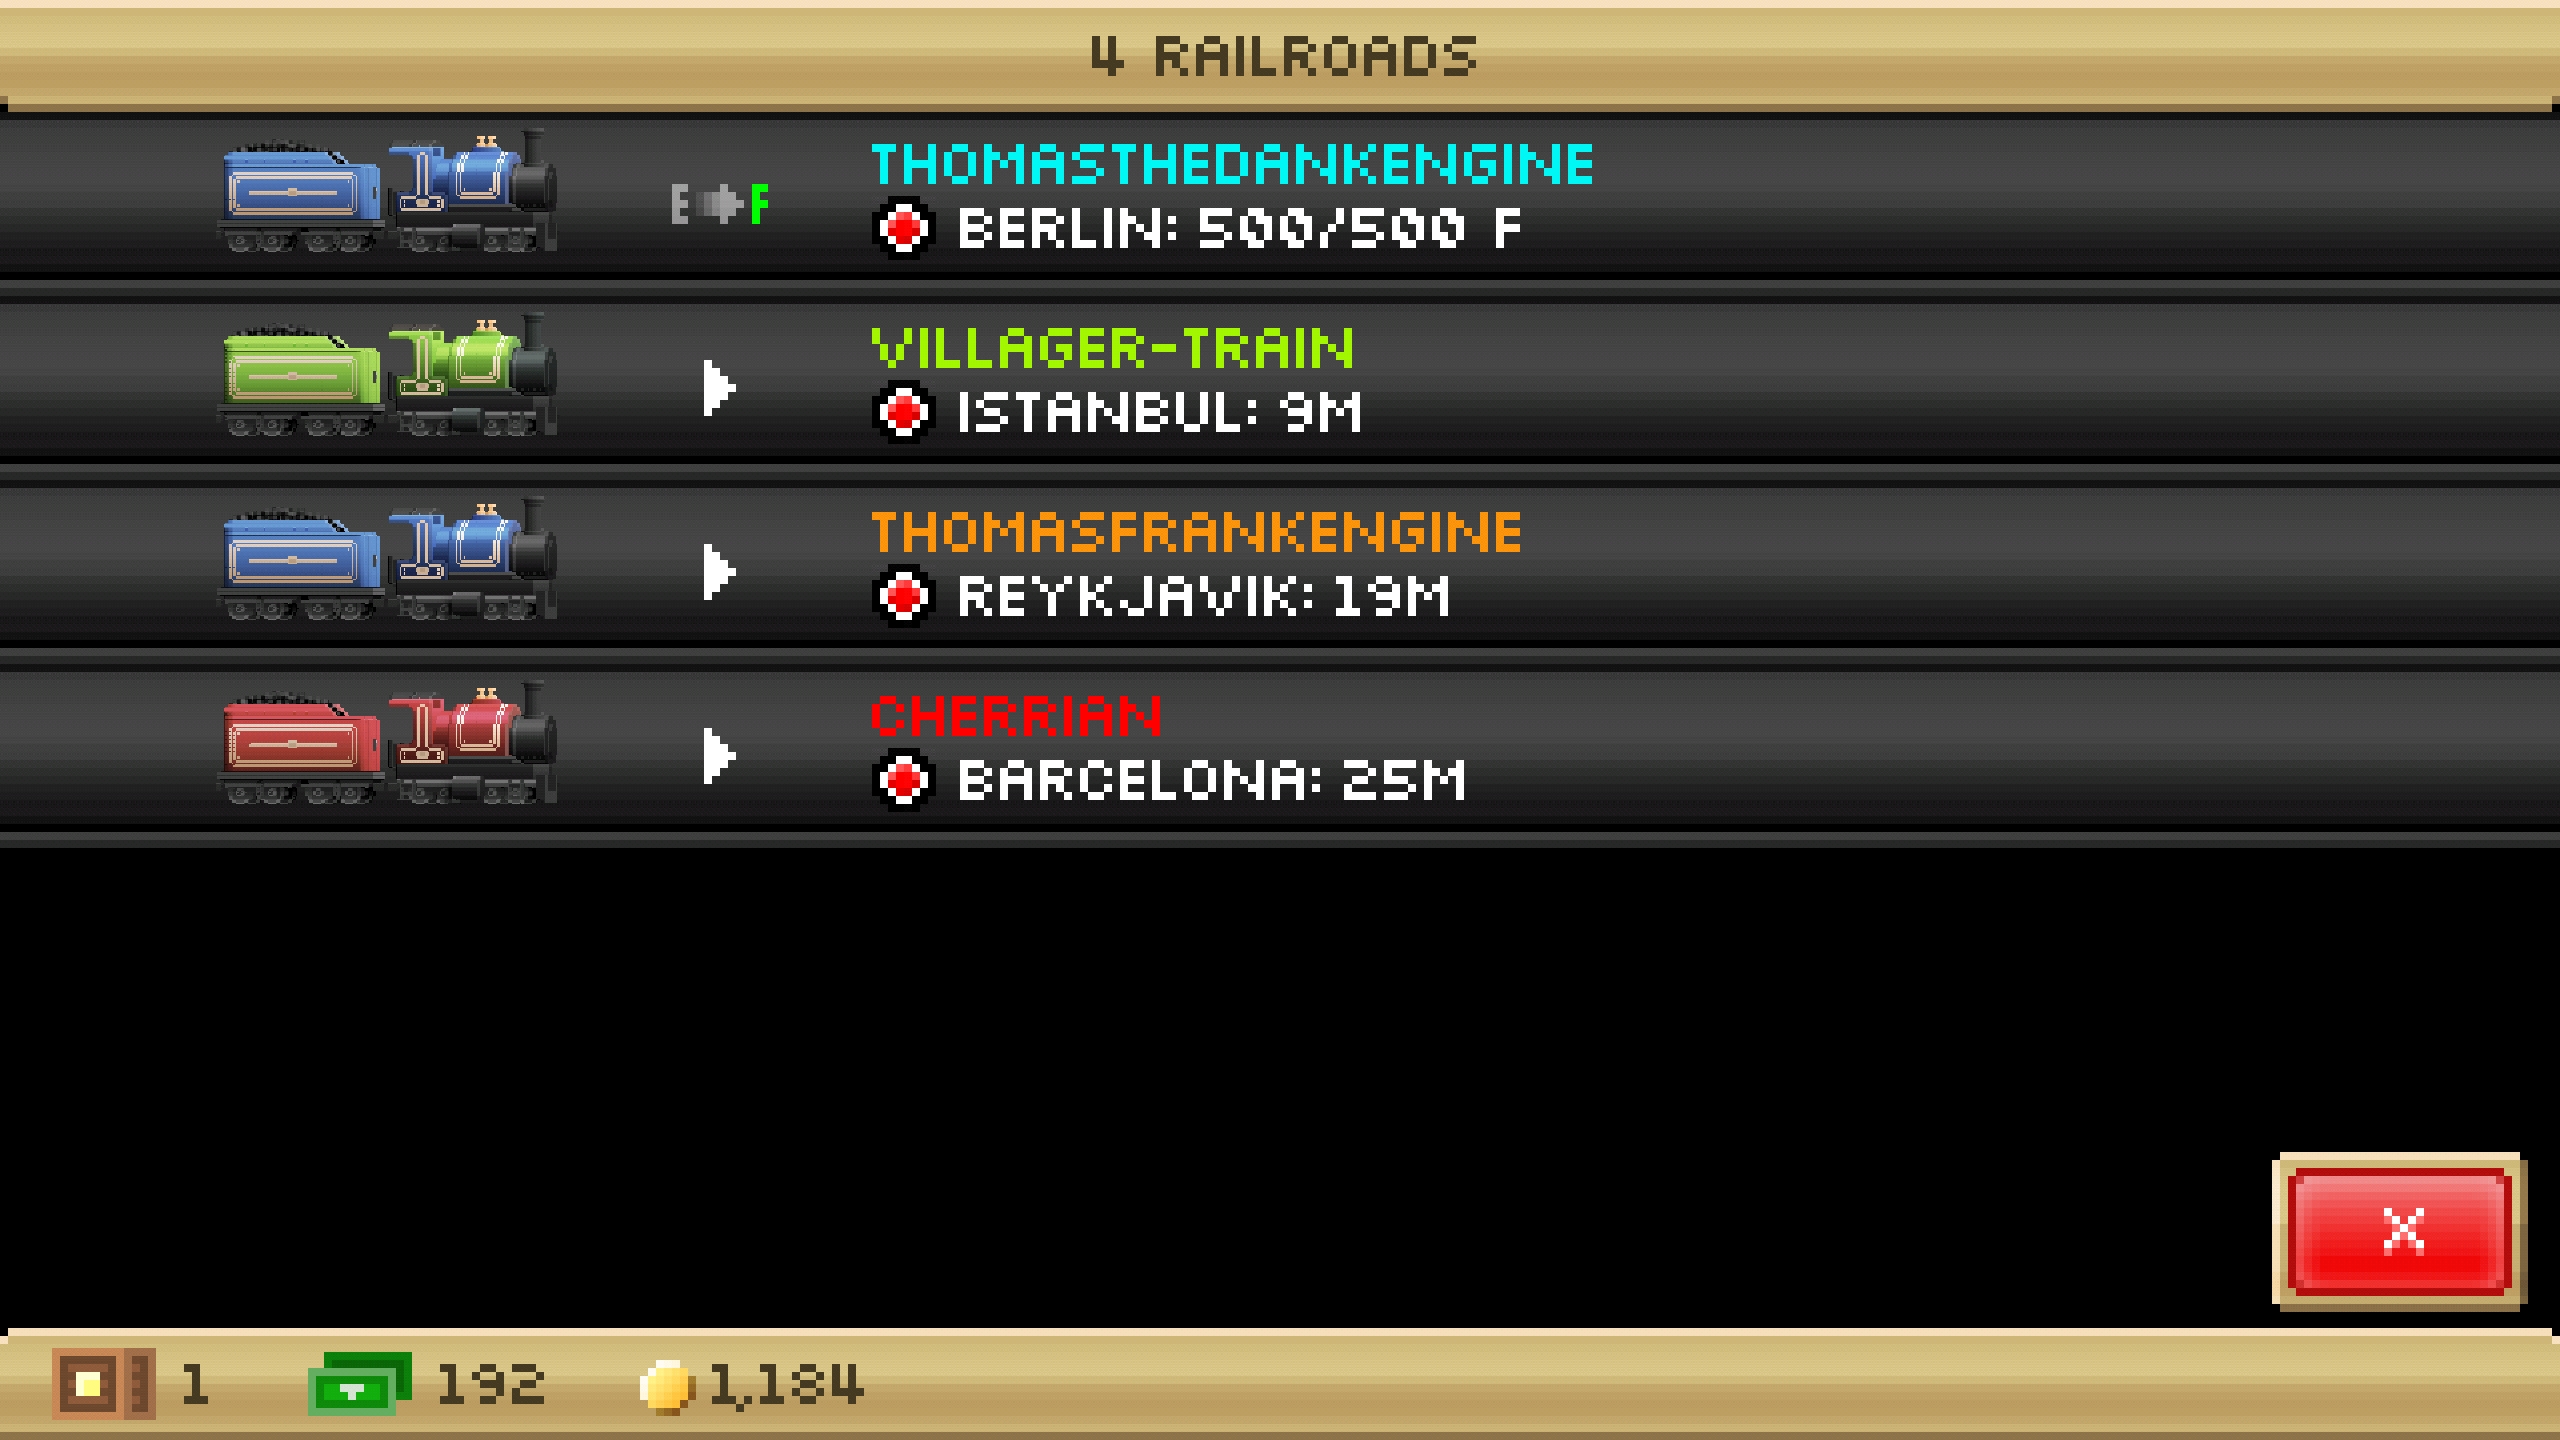 4 RAILROADS
E F
THOMASTHEDANKENGINE
BERLIN: 500/500 F
VILLAGER-TRAIN
ISTANBUL: 9M
THOMASFRANKENGINE
REYKJAVIK: 19M
CHERRIAN
BARCELONA: 25M
X
1 192 1,184